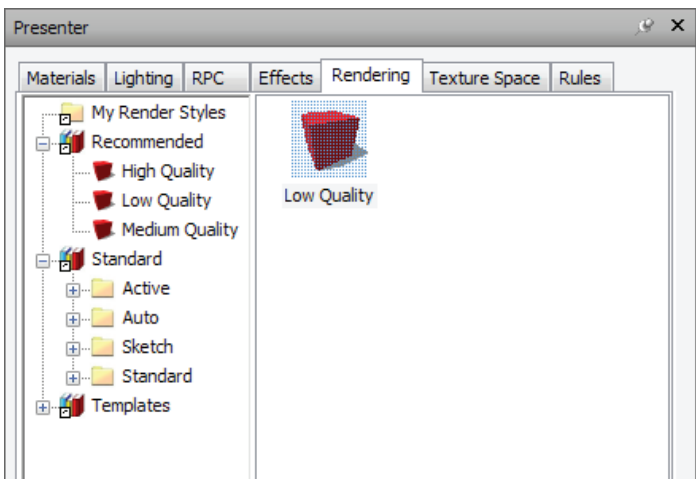 Presenter
Materials Lighting RPC Effects Rendering Texture Space Rules
My Render Styles
Recommended
High Quality
Low Quality
Medium Quality
Standard
Active
Auto
Sketch
Standard
Templates
Low Quality